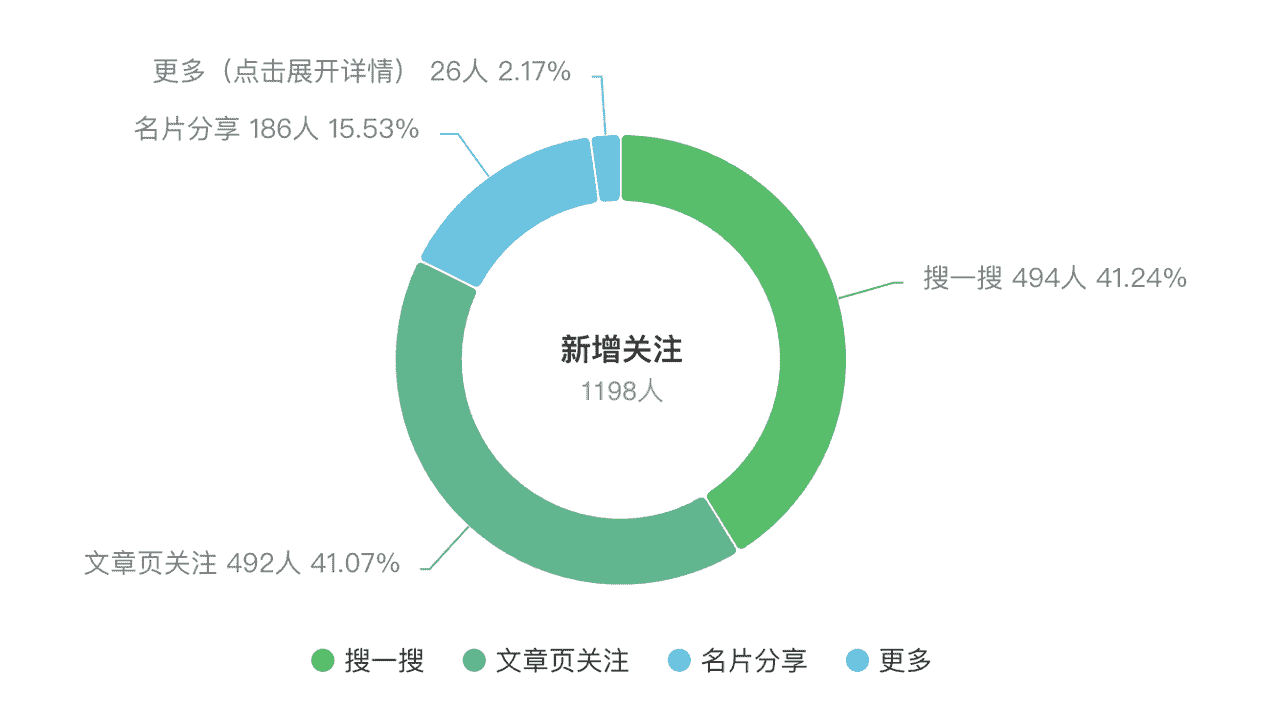 更多（点击展开详情） 26人 2.17%
名片分享 186人 15.53%
搜一搜 494人 41.24%
新增关注
1198人
文章页关注 492人 41.07%
搜一搜 文章页关注 名片分享 更多